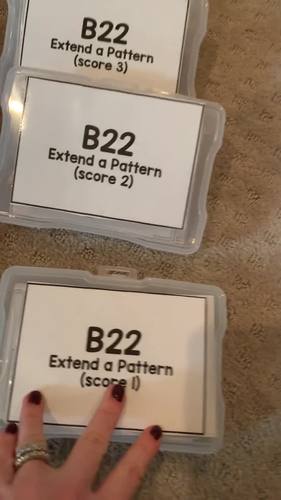 B22
Extend a Pattern
(score 3)
B22
Extend a Pattern
(score 2)
B22
Extend a Pattern
(score 1)